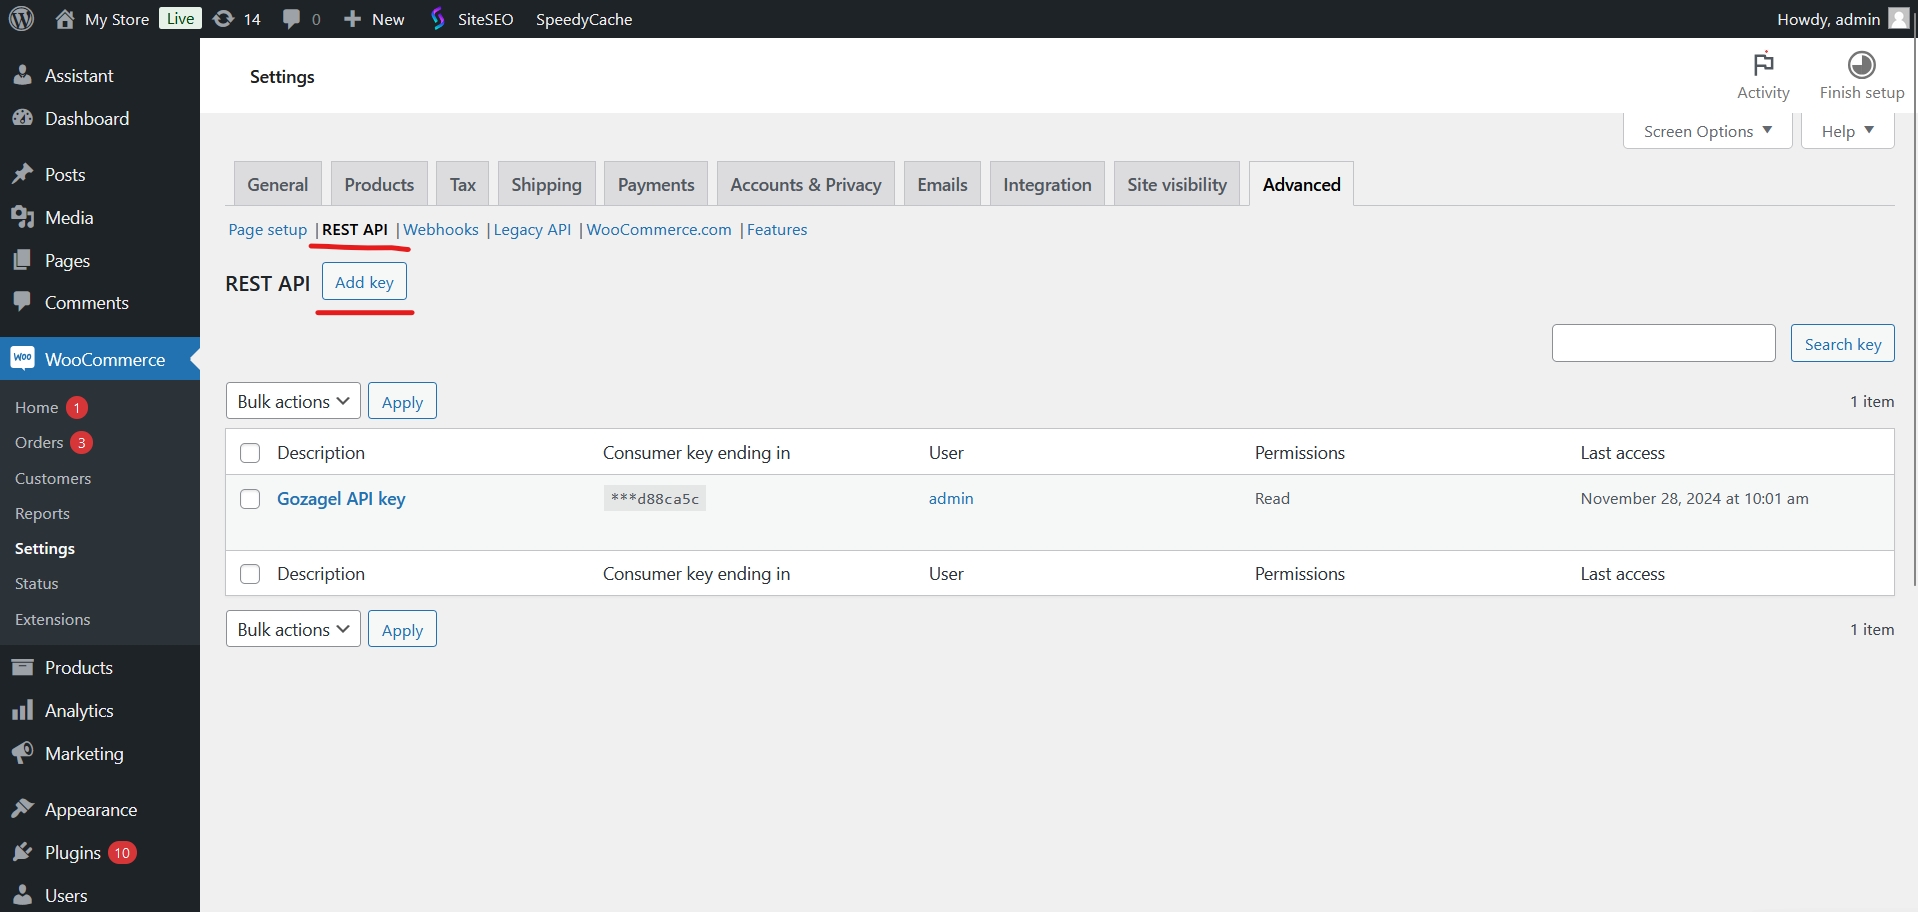 My Store Live 14 0 New SiteSEO SpeedyCache Howdy, admin
Assistant
Dashboard
Posts
Media
Pages
Comments
Woo WooCommerce
Home 1
Orders 3
Customers
Reports
Settings
Status
Extensions
Products
Analytics
Marketing
Appearance
Plugins 10
Users
Settings
Activity
Finish setup
Screen Options
Help
General Products Tax Shipping Payments Accounts & Privacy Emails Integration Site visibility Advanced
Page setup | REST API | Webhooks | Legacy API | WooCommerce.com | Features
REST API Add key
Search key
Bulk actions Apply 1 item
Description Consumer key ending in User Permissions Last access
Gozagel API key ***d88ca5c admin Read November 28, 2024 at 10:01 am
Description Consumer key ending in User Permissions Last access
Bulk actions Apply 1 item